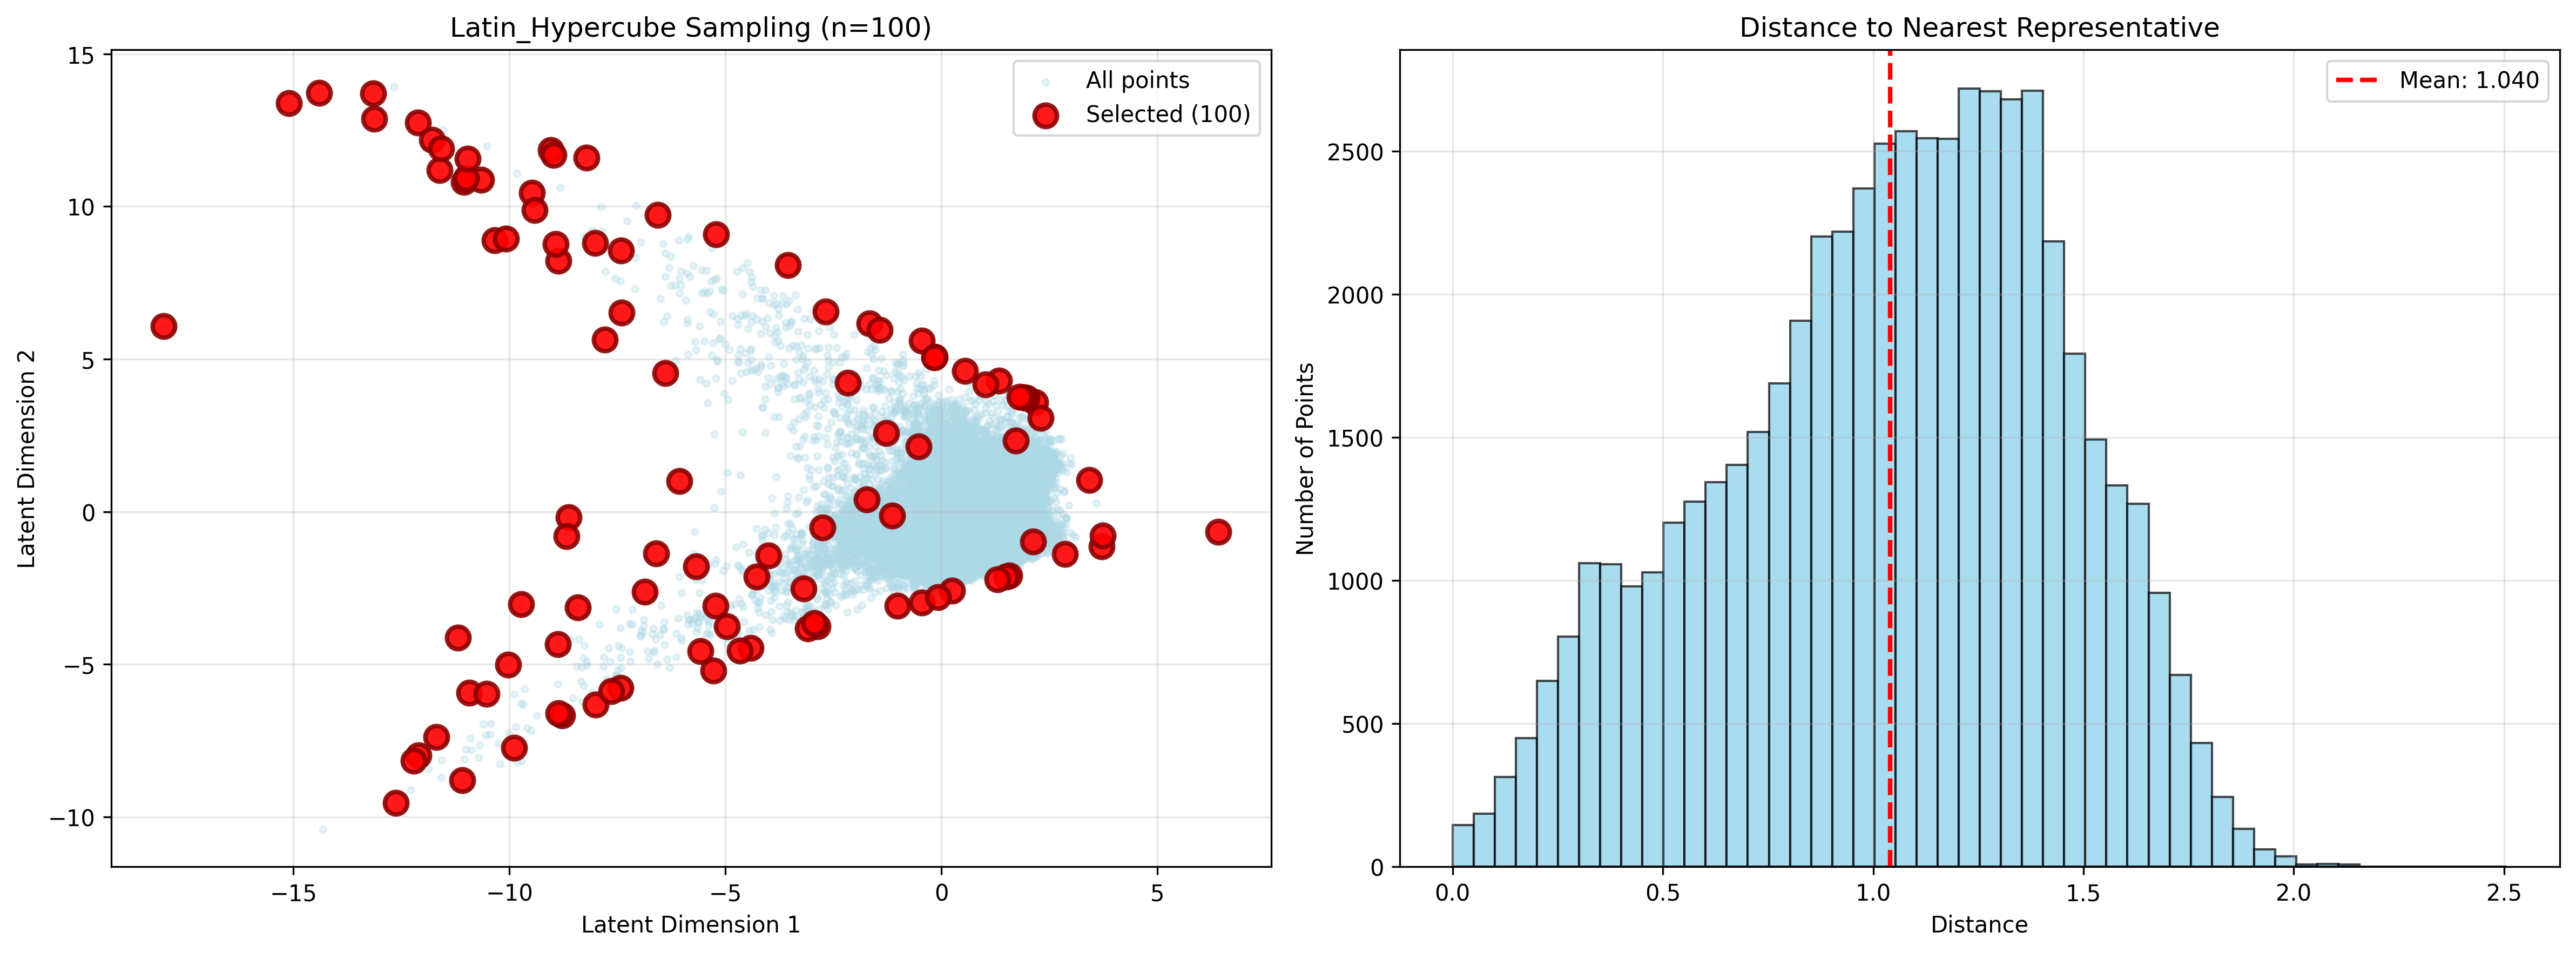 Latin_Hypercube Sampling (n=100)
15
10
5
0
−5
−10
Latent Dimension 2
−15
−10
−5
0
5
Latent Dimension 1
All points
Selected (100)
Distance to Nearest Representative
2500
2000
1500
1000
500
0
Number of Points
0.0
0.5
1.0
1.5
2.0
2.5
Distance
Mean: 1.040